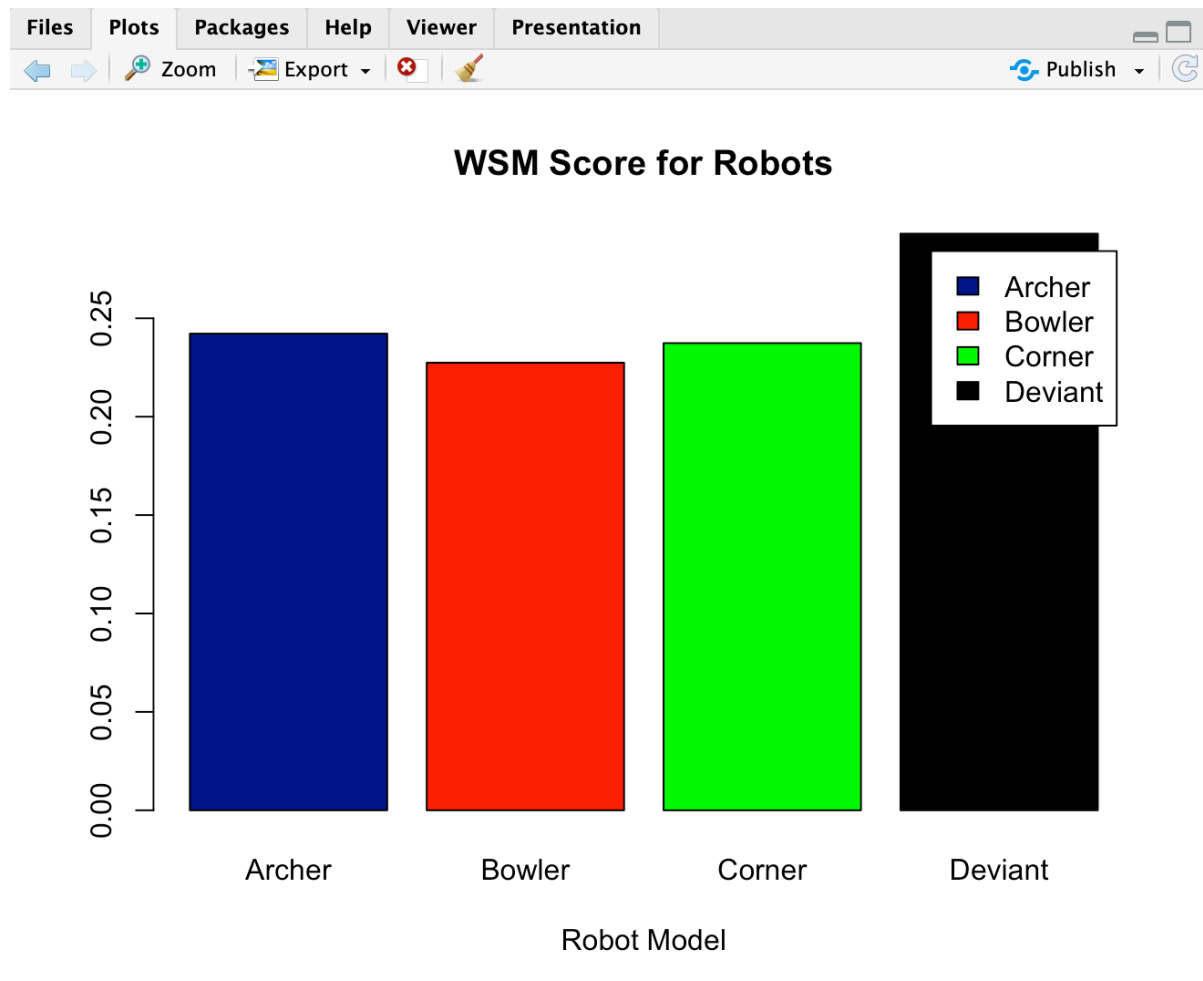 Files Plots Packages Help Viewer Presentation
Zoom Export Publish
WSM Score for Robots
0.25
0.20
0.15
0.10
0.05
0.00
Archer
Bowler
Corner
Deviant
Archer Bowler Corner Deviant
Robot Model